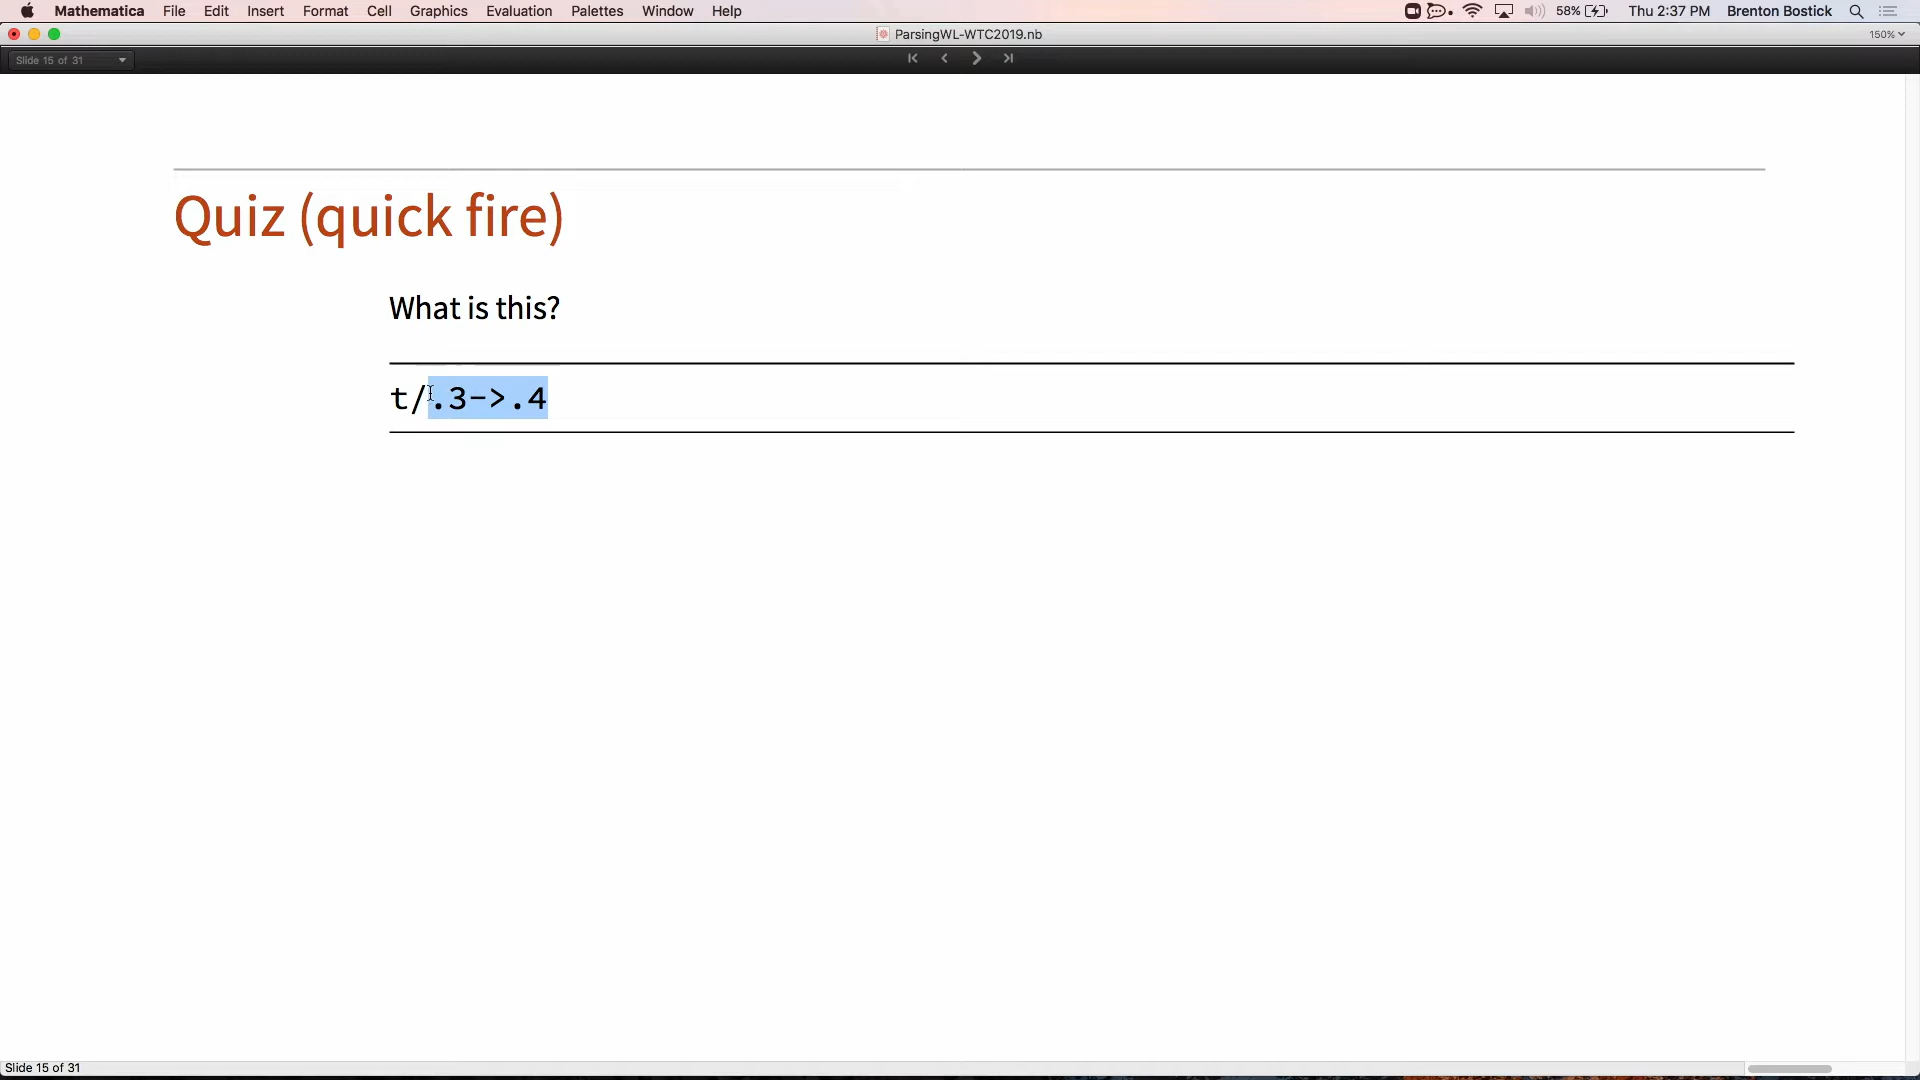 Mathematica File Edit Insert Format Cell Graphics Evaluation Palettes Window Help 58% Thu 2:37 PM Brenton Bostick
ParsingWL-WTC2019.nb 150%
Slide 15 of 31
Quiz (quick fire)
What is this?
t/.3->.4
Slide 15 of 31